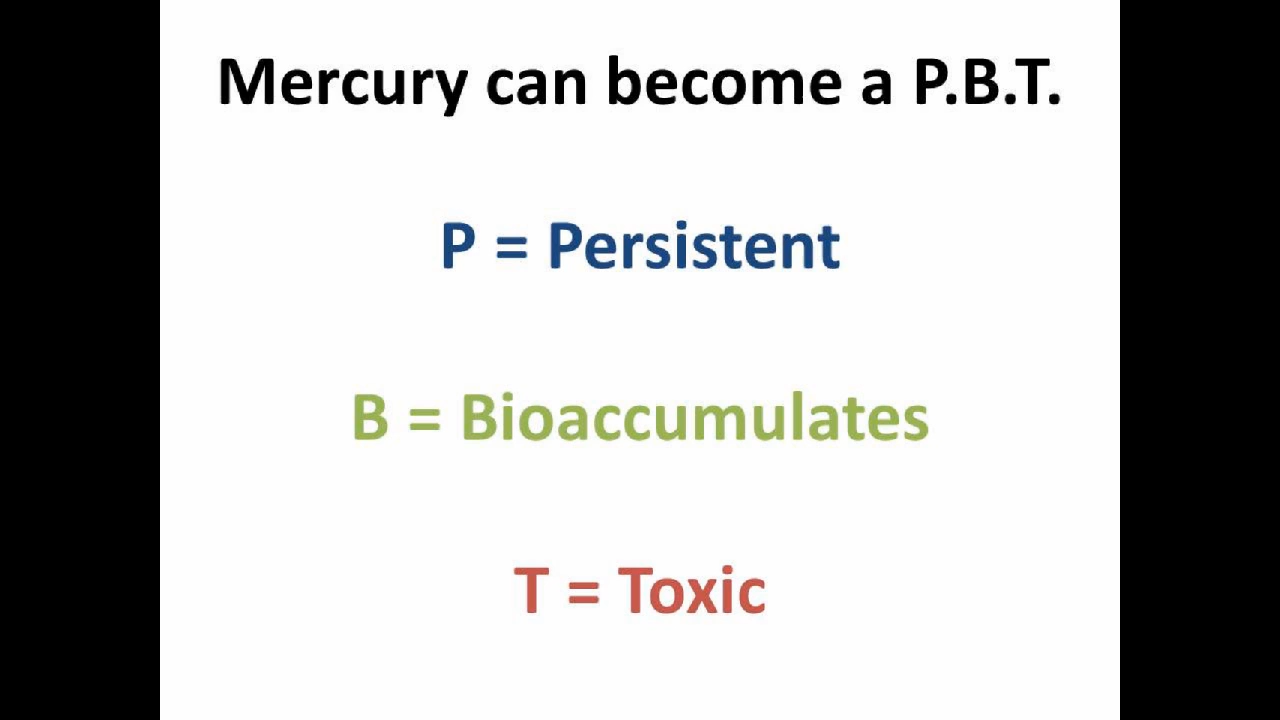 Mercury can become a P.B.T.
P = Persistent
B = Bioaccumulates
T = Toxic